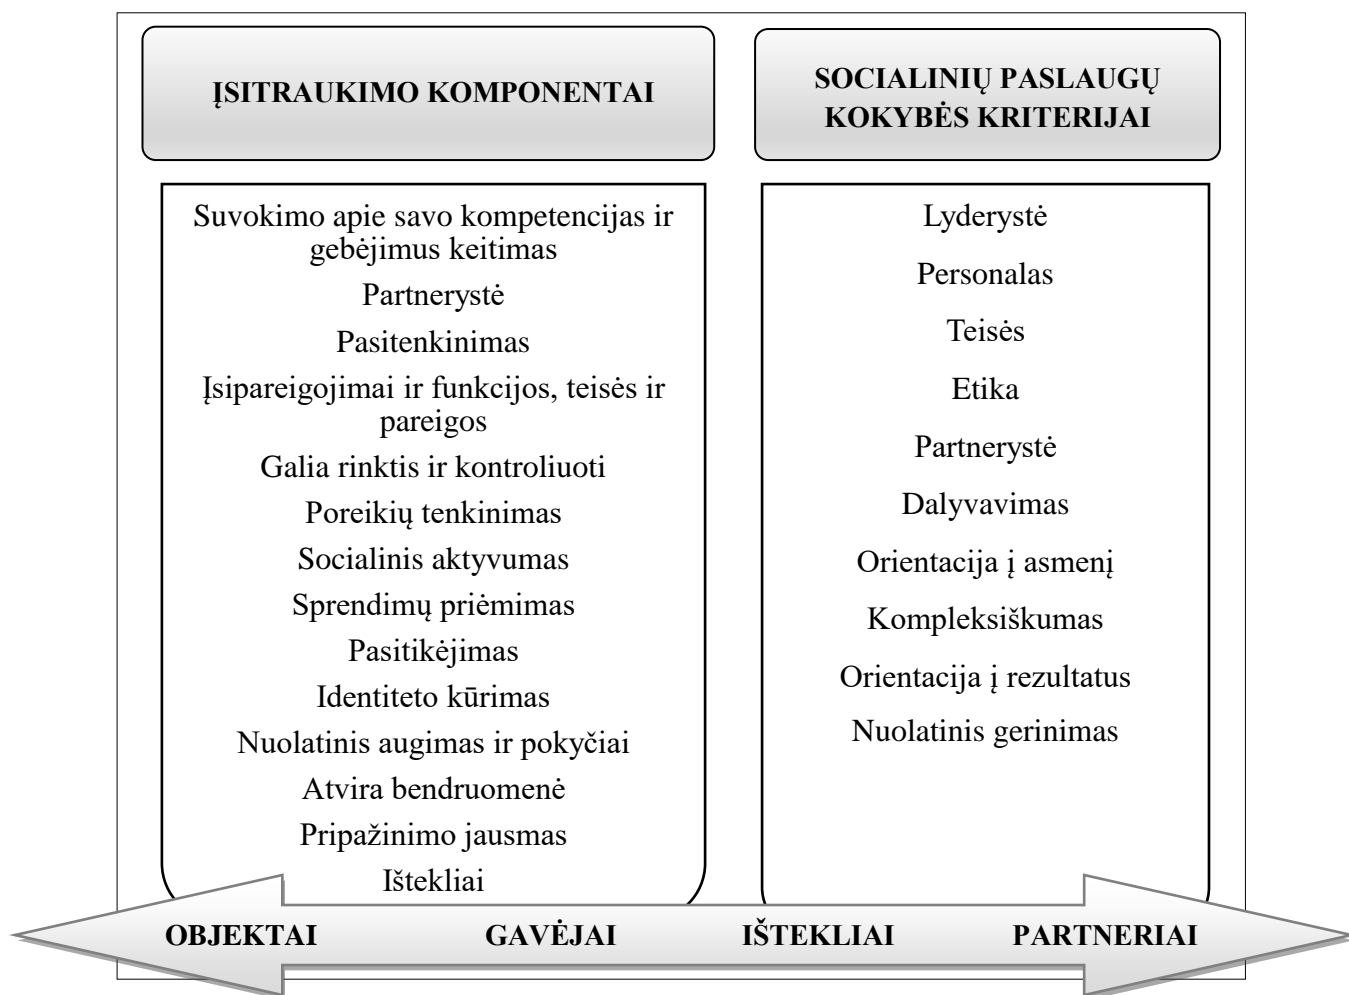 ĮSITRAUKIMO KOMPONENTAI
SOCIALINIŲ PASLAUGŲ
KOKYBĖS KRITERIJAI
Suvokimo apie savo kompetencijas ir
gebėjimus keitimas
Partnerystė
Pasitenkinimas
Įsipareigojimai ir funkcijos, teisės ir
pareigos
Galia rinktis ir kontroliuoti
Poreikių tenkinimas
Socialinis aktyvumas
Sprendimų priėmimas
Pasitikėjimas
Identiteto kūrimas
Nuolatinis augimas ir pokyčiai
Atvira bendruomenė
Pripažinimo jausmas
Ištekliai
Lyderystė
Personalas
Teisės
Etika
Partnerystė
Dalyvavimas
Orientacija į asmenį
Kompleksiškumas
Orientacija į rezultatus
Nuolatinis gerinimas
OBJEKTAI GAVĖJAI IŠTEKLIAI PARTNERIAI